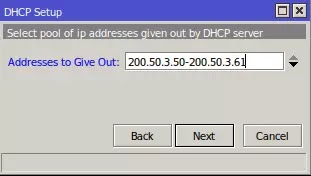 DHCP Setup
Select pool of ip addresses given out by DHCP server
Addresses to Give Out: 200.50.3.50-200.50.3.61
Back Next Cancel